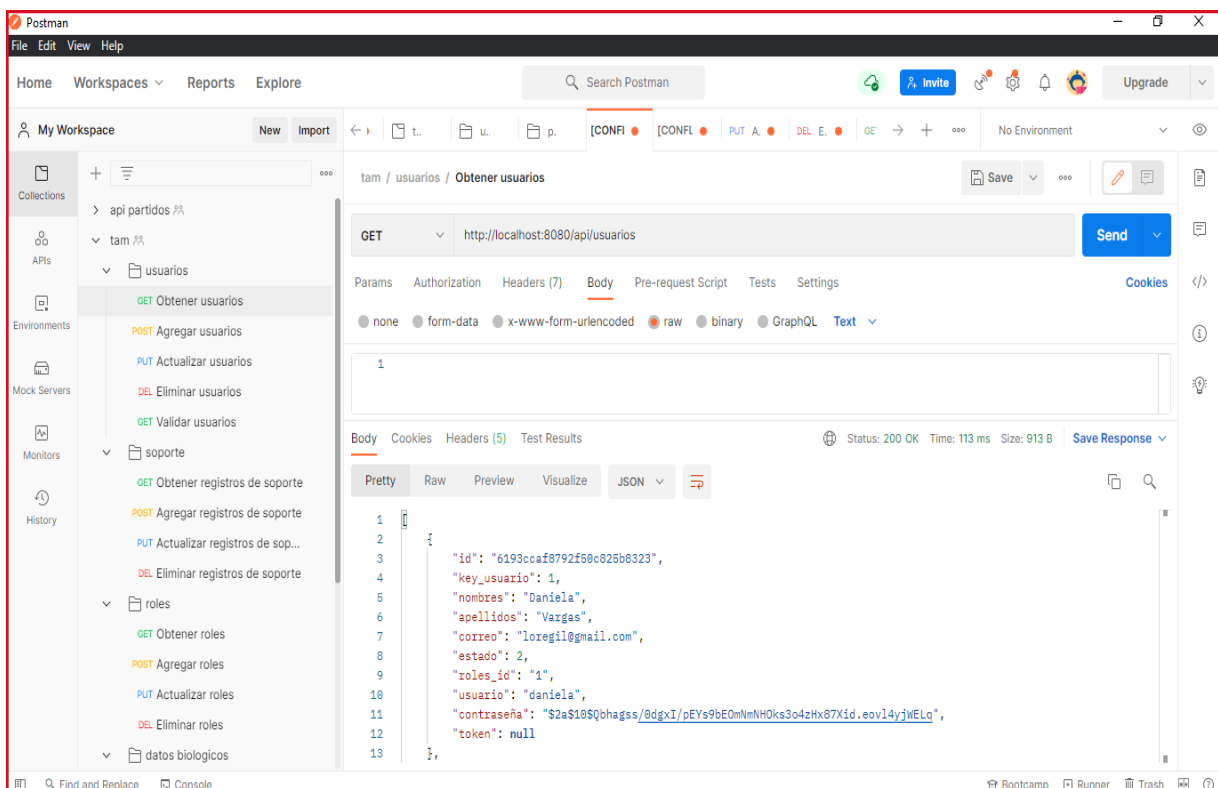 Postman
File Edit View Help
Home Workspaces Reports Explore Search Postman Invite Upgrade
My Workspace New Import t.. u.. p. [CONFI [CONFL PUT A. DEL E. GET No Environment
Collections
APIs
Environments
Mock Servers
Monitors
History
api partidos
tam
usuarios
GET Obtener usuarios
POST Agregar usuarios
PUT Actualizar usuarios
DEL Eliminar usuarios
GET Validar usuarios
soporte
GET Obtener registros de soporte
POST Agregar registros de soporte
PUT Actualizar registros de sop...
DEL Eliminar registros de soporte
roles
GET Obtener roles
POST Agregar roles
PUT Actualizar roles
DEL Eliminar roles
datos biologicos
tam / usuarios / Obtener usuarios Save
GET http://localhost:8080/api/usuarios Send
Params Authorization Headers (7) Body Pre-request Script Tests Settings Cookies
none form-data x-www-form-urlencoded raw binary GraphQL Text
1
Body Cookies Headers (5) Test Results Status: 200 OK Time: 113 ms Size: 913 B Save Response
Pretty Raw Preview Visualize JSON
1 [
2 {
3 "id": "6193ccaf8792f50c825b8323",
4 "key_usuario": 1,
5 "nombres": "Daniela",
6 "apellidos": "Vargas",
7 "correo": "loregil@gmail.com",
8 "estado": 2,
9 "roles_id": "1",
10 "usuario": "daniela",
11 "contraseña": "$2a$10$Qbhagss/0dgxI/pEYs9bEOmNmNHOks3o4zHx87Xid.eovl4yjWELq",
12 "token": null
13 },
Find and Replace Console Bootcamp Runner Trash